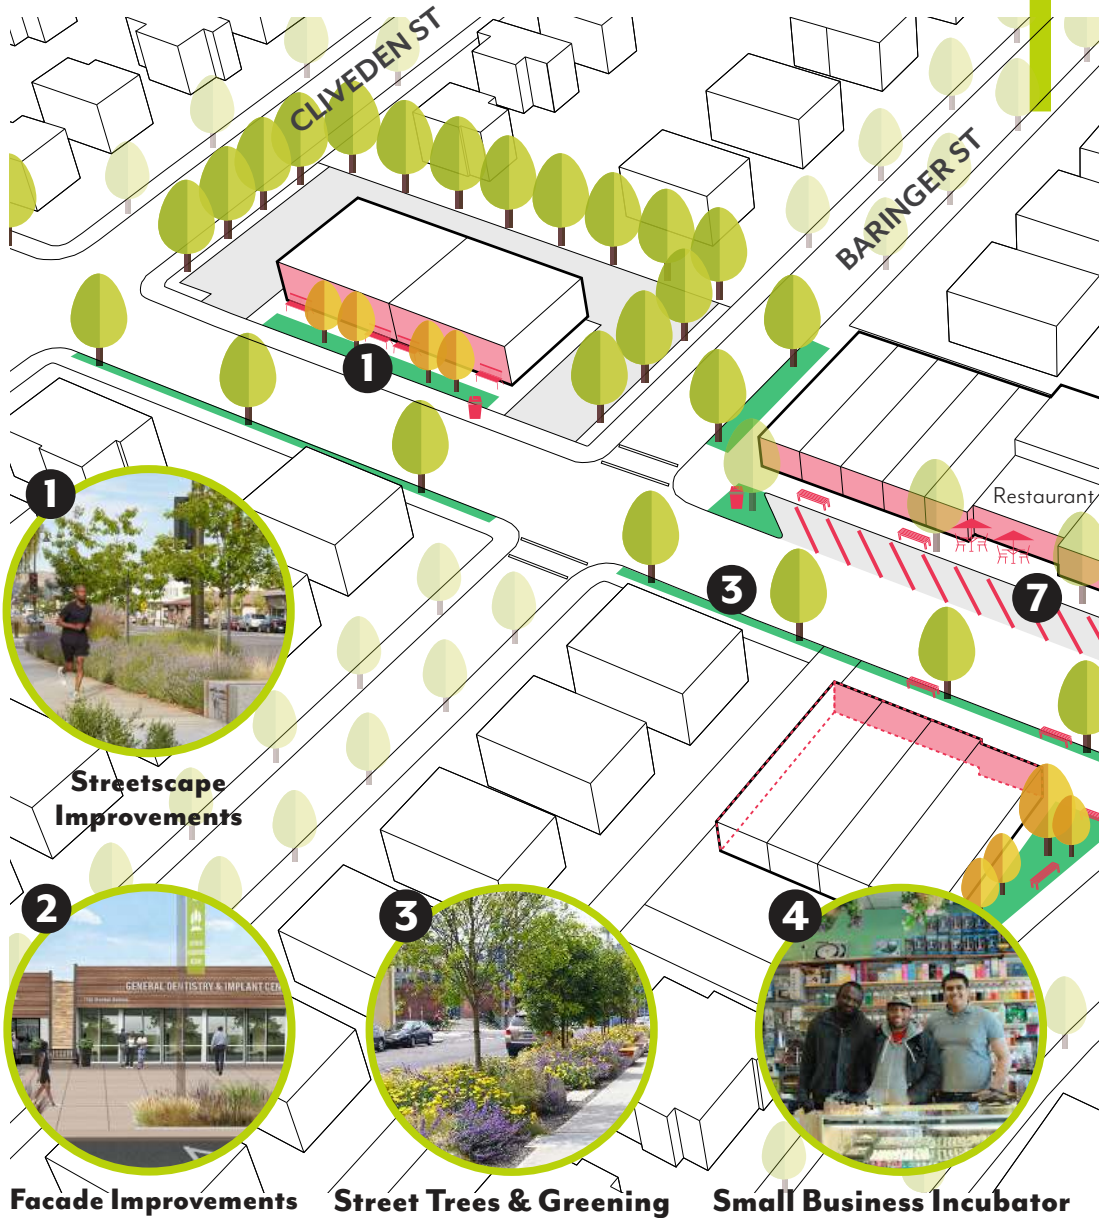 CLIVEDEN ST
BARINGER ST
1
Restaurant
1
3
7
Streetscape
Improvements
2
3
4
GENERAL DENTISTRY & IMPLANT CEN
Facade Improvements
Street Trees & Greening
Small Business Incubator